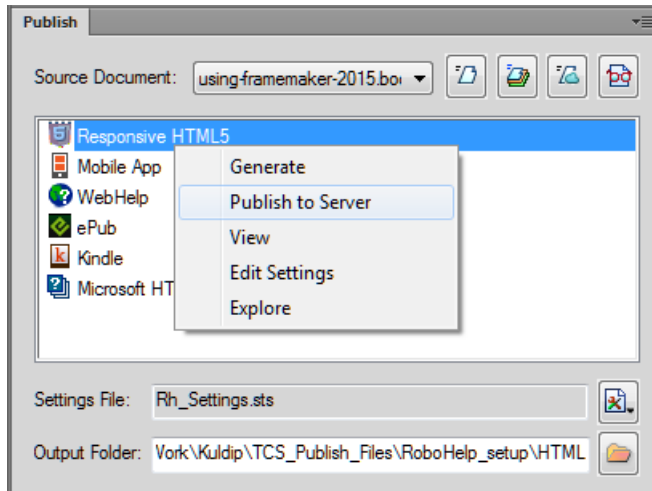 Publish
Source Document: using-framemaker-2015.bo
Responsive HTML5
Mobile App
Generate
WebHelp
Publish to Server
ePub
View
Kindle
Edit Settings
Microsoft HT
Explore
Settings File: Rh_Settings.sts
Output Folder: Vork\Kuldip\TCS_Publish_Files\RoboHelp_setup\HTML